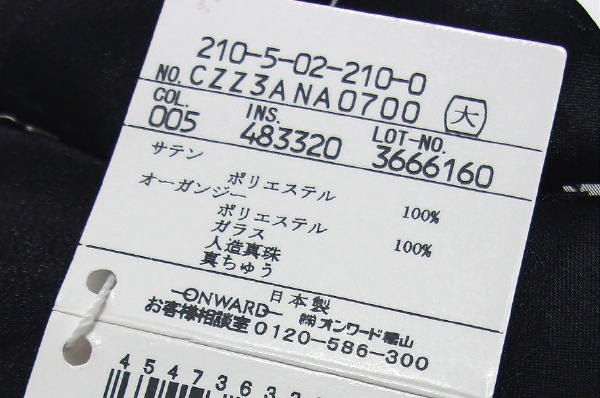 210-5-02-210-0
NO. CZZ3ANA0700 大
COL. INS. LOT-NO.
005 483320 3666160
サテン
ポリエステル 100%
オーガンジー
ポリエステル 100%
ガラス
人造真珠
真ちゅう
日本製
ONWARD ㈱オンワード樫山
お客様相談室 0120-586-300
4547363